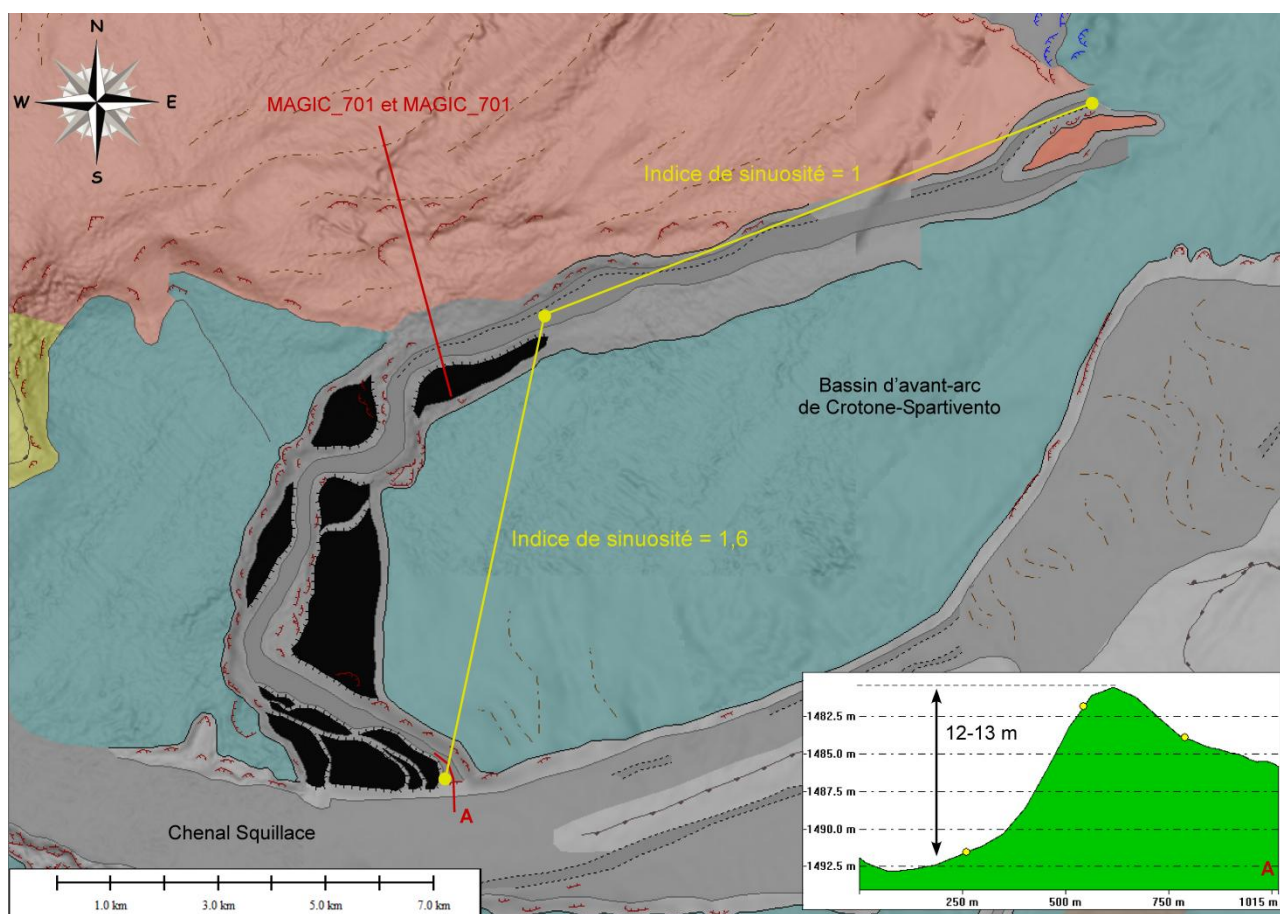 N
W E
S
MAGIC_701 et MAGIC_701
Indice de sinuosité = 1
Bassin d'avant-arc
de Crotone-Spartivento
Indice de sinuosité = 1,6
A
Chenal Squillace
1.0 km 3.0 km 5.0 km 7.0 km
-1482.5 m
12-13 m
-1485.0 m
-1487.5 m
-1490.0 m
-1492.5 m
A
250 m 500 m 750 m 1015 m